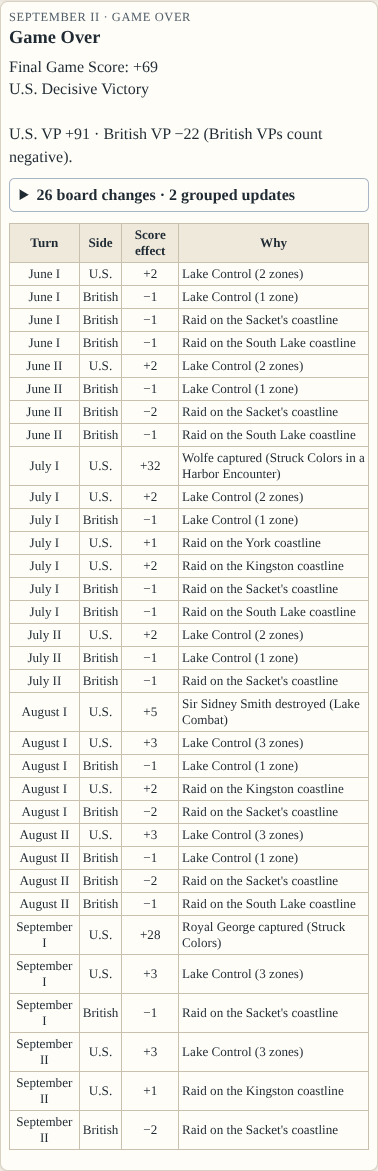 SEPTEMBER II · GAME OVER
Game Over
Final Game Score: +69
U.S. Decisive Victory
U.S. VP +91 · British VP −22 (British VPs count
negative).
▶ 26 board changes · 2 grouped updates
Turn Side Score effect Why
June I U.S. +2 Lake Control (2 zones)
June I British −1 Lake Control (1 zone)
June I British −1 Raid on the Sacket's coastline
June I British −1 Raid on the South Lake coastline
June II U.S. +2 Lake Control (2 zones)
June II British −1 Lake Control (1 zone)
June II British −2 Raid on the Sacket's coastline
June II British −1 Raid on the South Lake coastline
July I U.S. +32 Wolfe captured (Struck Colors in a
Harbor Encounter)
July I U.S. +2 Lake Control (2 zones)
July I British −1 Lake Control (1 zone)
July I U.S. +1 Raid on the York coastline
July I U.S. +2 Raid on the Kingston coastline
July I British −1 Raid on the Sacket's coastline
July I British −1 Raid on the South Lake coastline
July II U.S. +2 Lake Control (2 zones)
July II British −1 Lake Control (1 zone)
July II British −1 Raid on the Sacket's coastline
August I U.S. +5 Sir Sidney Smith destroyed (Lake
Combat)
August I U.S. +3 Lake Control (3 zones)
August I British −1 Lake Control (1 zone)
August I U.S. +2 Raid on the Kingston coastline
August I British −2 Raid on the Sacket's coastline
August II U.S. +3 Lake Control (3 zones)
August II British −1 Lake Control (1 zone)
August II British −2 Raid on the Sacket's coastline
August II British −1 Raid on the South Lake coastline
September I U.S. +28 Royal George captured (Struck
Colors)
September I U.S. +3 Lake Control (3 zones)
September I British −1 Raid on the Sacket's coastline
September II U.S. +3 Lake Control (3 zones)
September II U.S. +1 Raid on the Kingston coastline
September II British −2 Raid on the Sacket's coastline